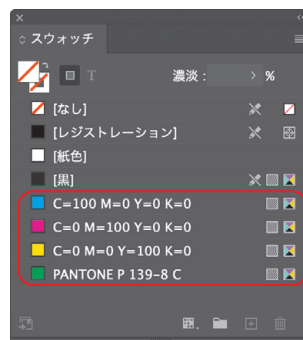 スウォッチ
T 濃淡 : %
[なし]
[レジストレーション]
[紙色]
[黒]
C=100 M=0 Y=0 K=0
C=0 M=100 Y=0 K=0
C=0 M=0 Y=100 K=0
PANTONE P 139-8 C